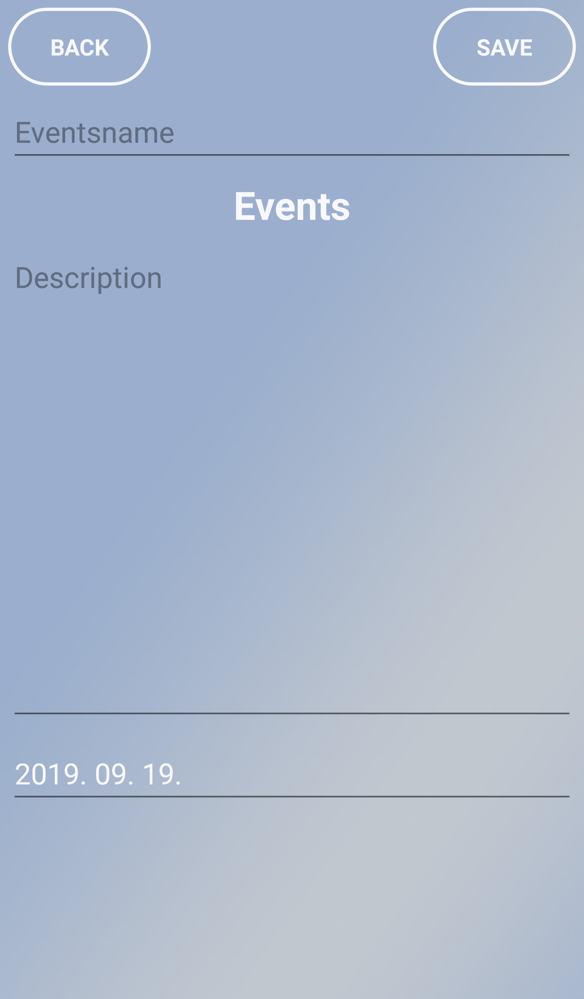 BACK
SAVE
Eventsname
Events
Description
2019. 09. 19.